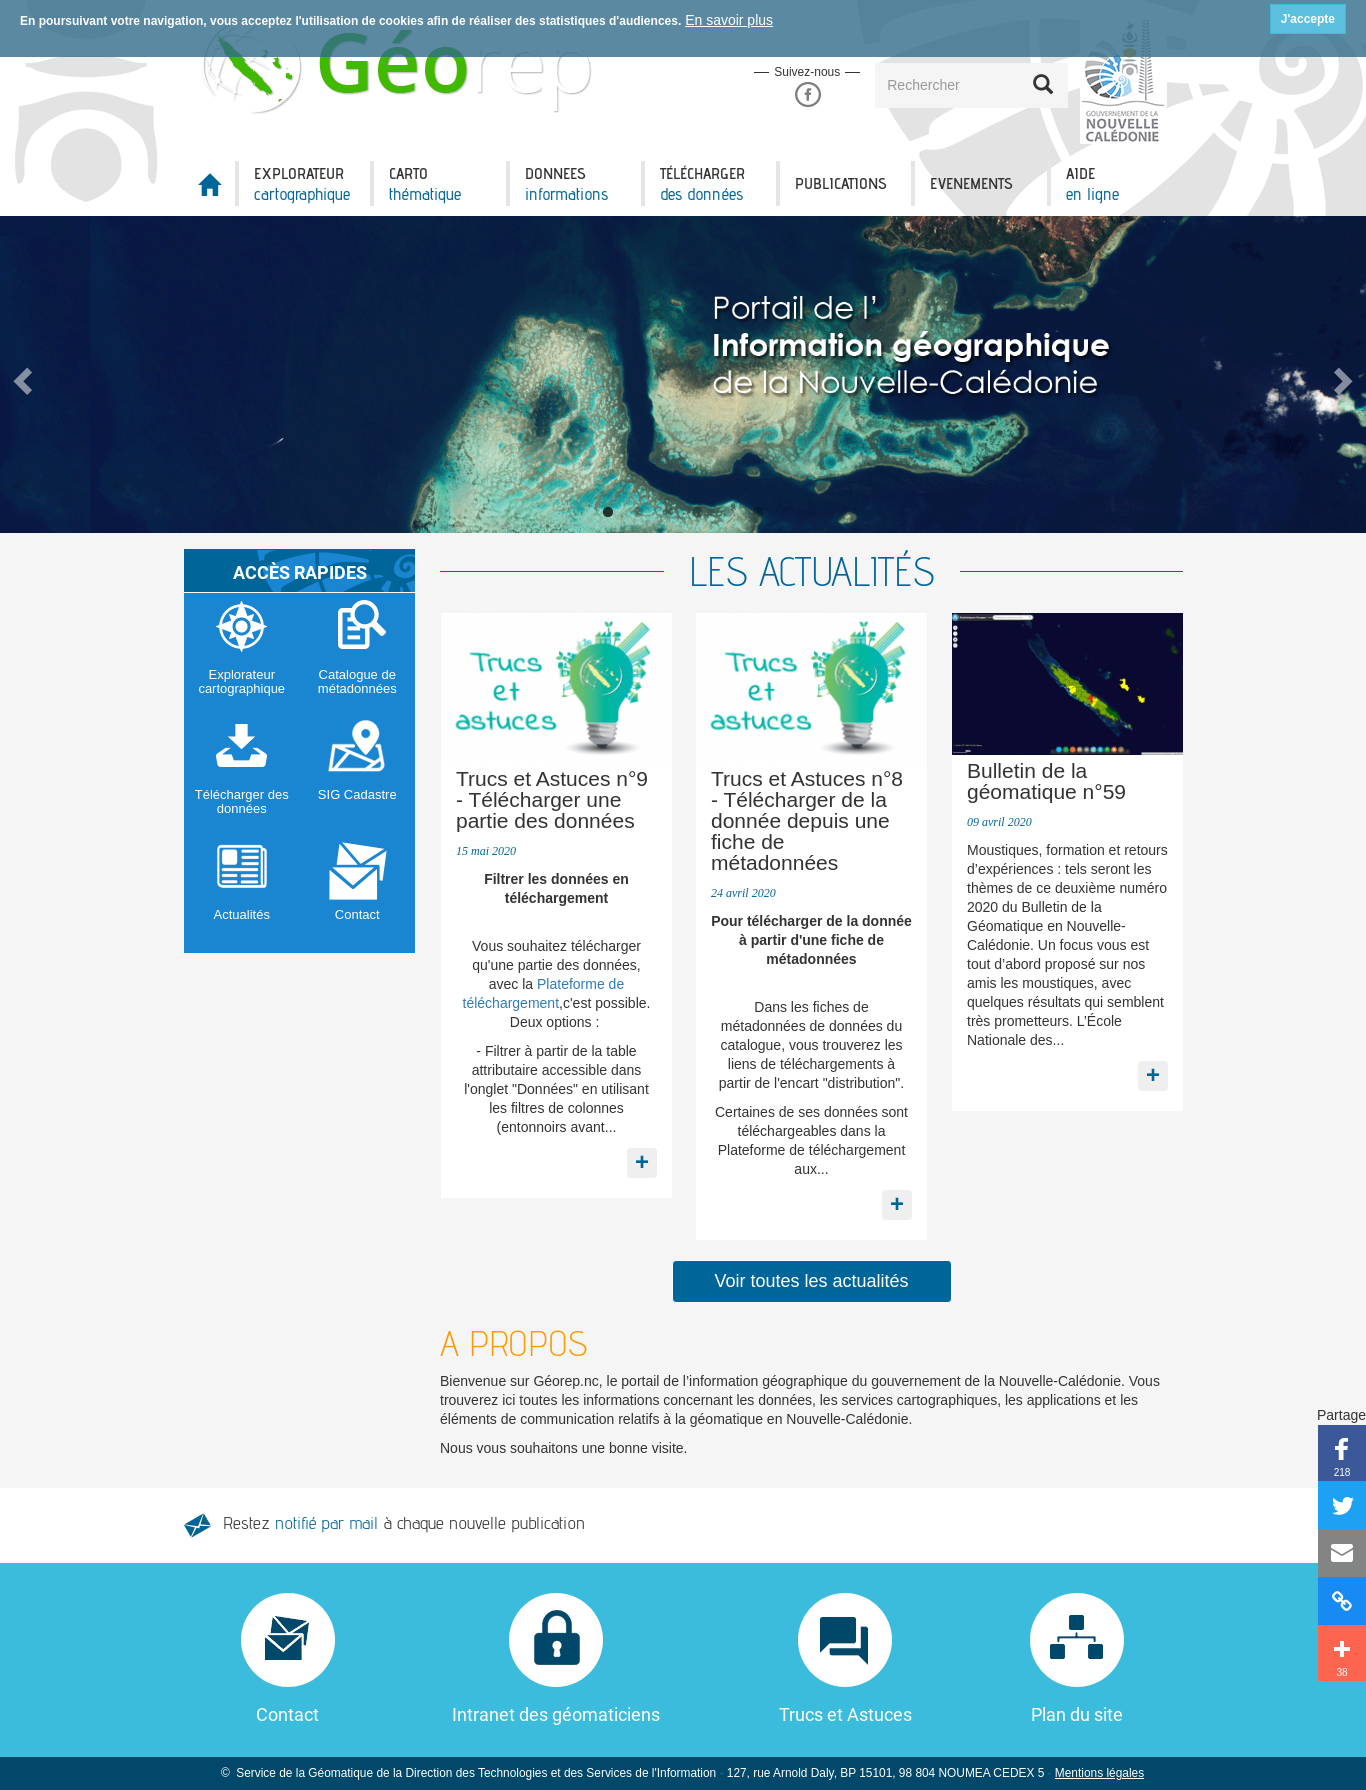 En poursuivant votre navigation, vous acceptez l'utilisation de cookies afin de réaliser des statistiques d'audiences. En savoir plus
J'accepte
Géorep
Suivez-nous
Rechercher
GOUVERNEMENT DE LA
NOUVELLE
CALÉDONIE
EXPLORATEUR
cartographique
CARTO
thématique
DONNEES
informations
TÉLÉCHARGER
des données
PUBLICATIONS
EVENEMENTS
AIDE
en ligne
Portail de l’
Information géographique
de la Nouvelle-Calédonie
ACCÈS RAPIDES
Explorateur
cartographique
Catalogue de
métadonnées
Télécharger des
données
SIG Cadastre
Actualités
Contact
LES ACTUALITÉS
Trucs
et
astuces
Trucs et Astuces n°9
- Télécharger une
partie des données
15 mai 2020
Filtrer les données en
téléchargement
Vous souhaitez télécharger
qu'une partie des données,
avec la Plateforme de
téléchargement,c'est possible.
Deux options :
- Filtrer à partir de la table
attributaire accessible dans
l'onglet "Données" en utilisant
les filtres de colonnes
(entonnoirs avant...
+
Trucs
et
astuces
Trucs et Astuces n°8
- Télécharger de la
donnée depuis une
fiche de
métadonnées
24 avril 2020
Pour télécharger de la donnée
à partir d'une fiche de
métadonnées
Dans les fiches de
métadonnées de données du
catalogue, vous trouverez les
liens de téléchargements à
partir de l'encart "distribution".
Certaines de ses données sont
téléchargeables dans la
Plateforme de téléchargement
aux...
+
Bulletin de la
géomatique n°59
09 avril 2020
Moustiques, formation et retours
d’expériences : tels seront les
thèmes de ce deuxième numéro
2020 du Bulletin de la
Géomatique en Nouvelle-
Calédonie. Un focus vous est
tout d’abord proposé sur nos
amis les moustiques, avec
quelques résultats qui semblent
très prometteurs. L’École
Nationale des...
+
Voir toutes les actualités
A PROPOS
Bienvenue sur Géorep.nc, le portail de l’information géographique du gouvernement de la Nouvelle-Calédonie. Vous
trouverez ici toutes les informations concernant les données, les services cartographiques, les applications et les
éléments de communication relatifs à la géomatique en Nouvelle-Calédonie.
Nous vous souhaitons une bonne visite.
Partage
218
38
Restez notifié par mail à chaque nouvelle publication
Contact
Intranet des géomaticiens
Trucs et Astuces
Plan du site
© Service de la Géomatique de la Direction des Technologies et des Services de l'Information - 127, rue Arnold Daly, BP 15101, 98 804 NOUMEA CEDEX 5 - Mentions légales